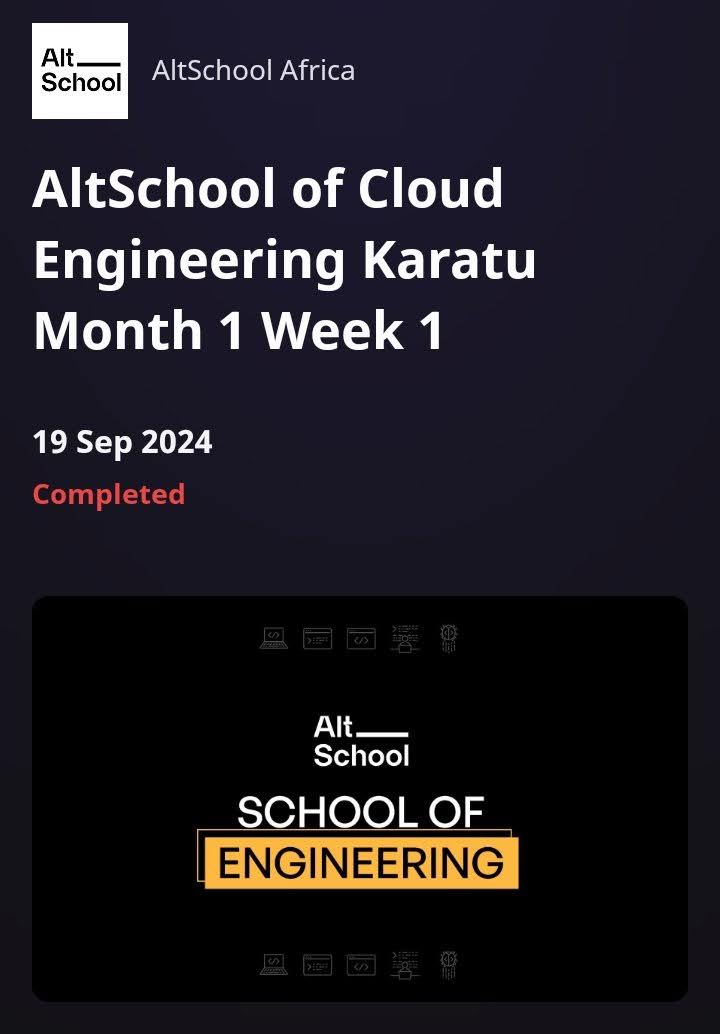 Alt
School
AltSchool Africa
AltSchool of Cloud
Engineering Karatu
Month 1 Week 1
19 Sep 2024
Completed
Alt
School
SCHOOL OF
ENGINEERING